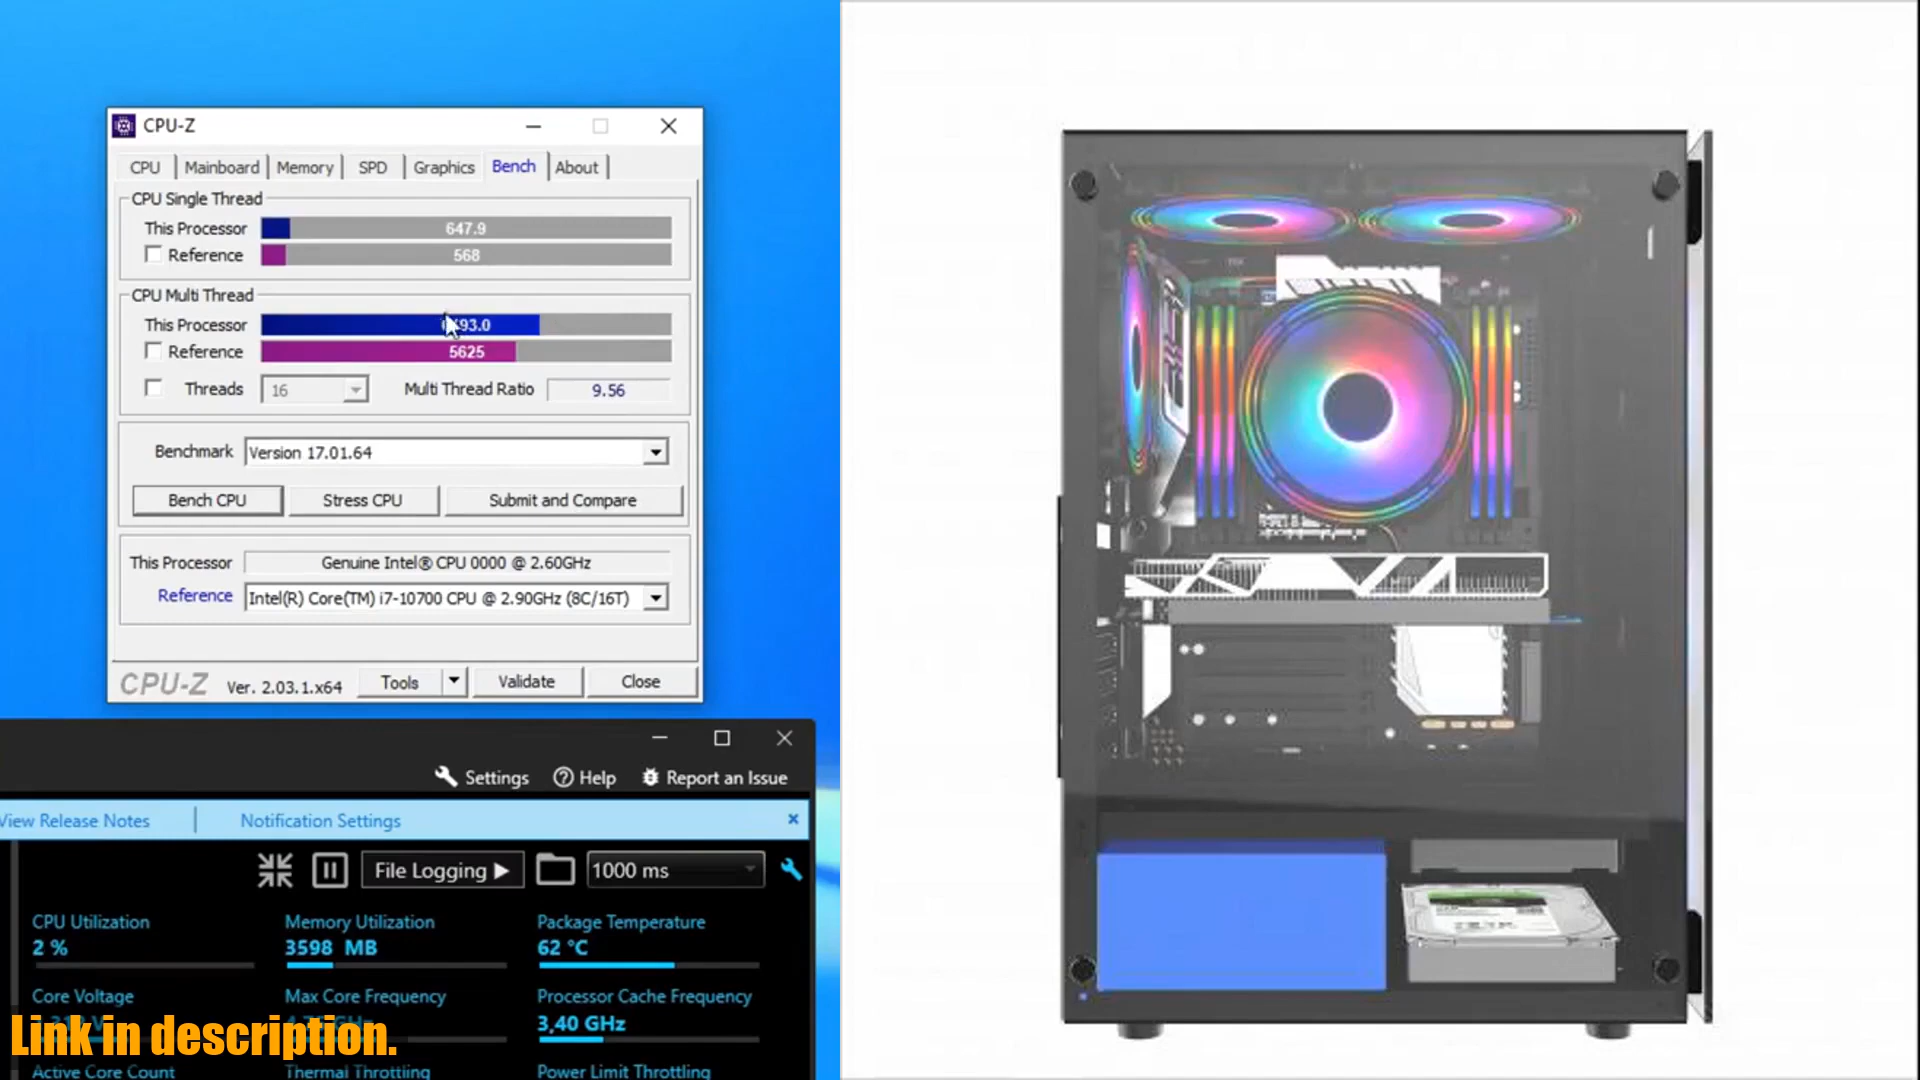 CPU-Z
CPU Mainboard Memory SPD Graphics Bench About
CPU Single Thread
This Processor 647.9
Reference 568
CPU Multi Thread
This Processor 93.0
Reference 5625
Threads 16 Multi Thread Ratio 9.56
Benchmark Version 17.01.64
Bench CPU Stress CPU Submit and Compare
This Processor Genuine Intel® CPU 0000 @ 2.60GHz
Reference Intel(R) Core(TM) i7-10700 CPU @ 2.90GHz (8C/16T)
CPU-Z Ver. 2.03.1.x64 Tools Validate Close
Settings Help Report an Issue
View Release Notes Notification Settings
File Logging 1000 ms
CPU Utilization Memory Utilization Package Temperature
2 % 3598 MB 62 °C
Core Voltage Max Core Frequency Processor Cache Frequency
3,40 GHz
Link in description.
Active Core Count Thermal Throttling Power Limit Throttling